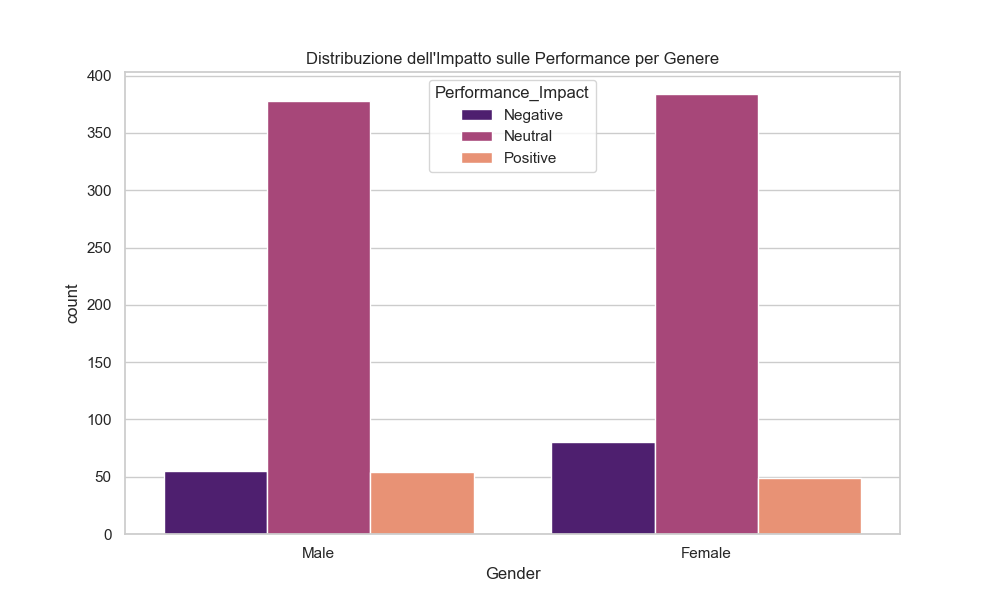 Distribuzione dell'Impatto sulle Performance per Genere
Performance_Impact
Negative
Neutral
Positive
400
350
300
250
200
150
100
50
0
count
Male
Female
Gender